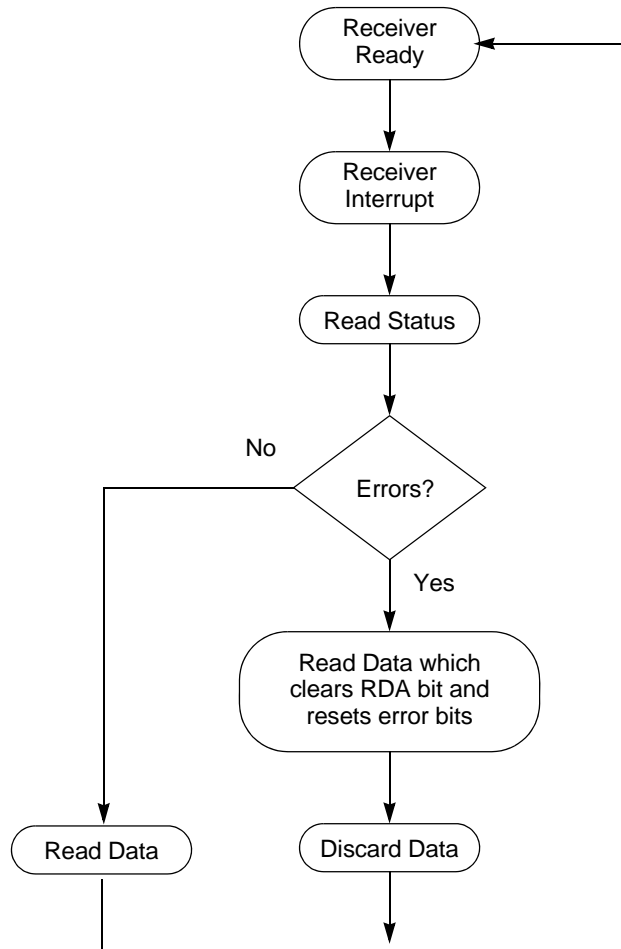 Receiver
Ready
Receiver
Interrupt
Read Status
No
Errors?
Yes
Read Data which
clears RDA bit and
resets error bits
Read Data
Discard Data